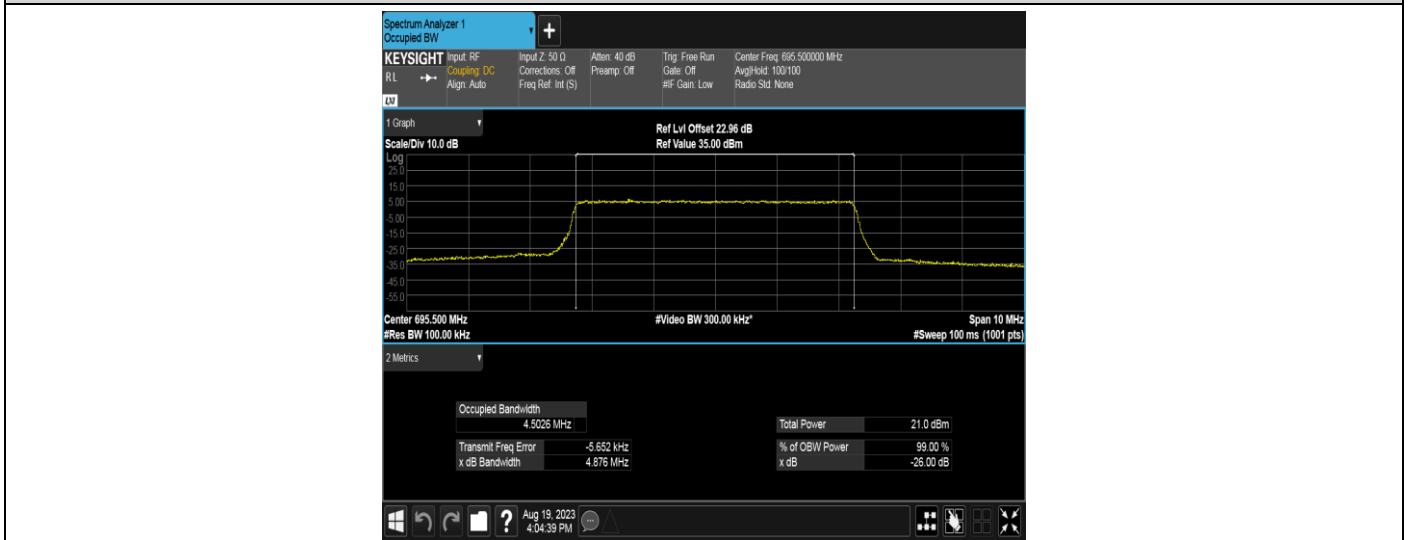 Spectrum Analyzer 1
Occupied BW
+
KEYSIGHT Input: RF Input Z: 50 Ω Atten: 40 dB Trig: Free Run Center Freq: 695.500000 MHz
RL Coupling: DC Corrections: Off Preamp: Off Gate: Off Avg|Hold: 100/100
Align: Auto Freq Ref: Int (S) #IF Gain: Low Radio Std: None
LXI
1 Graph Ref Lvl Offset 22.96 dB
Scale/Div 10.0 dB Ref Value 35.00 dBm
Log
25.0
15.0
5.00
-5.00
-15.0
-25.0
-35.0
-45.0
-55.0
Center 695.500 MHz #Video BW 300.00 kHz* Span 10 MHz
#Res BW 100.00 kHz #Sweep 100 ms (1001 pts)
2 Metrics
Occupied Bandwidth
4.5026 MHz Total Power 21.0 dBm
Transmit Freq Error -5.652 kHz % of OBW Power 99.00 %
x dB Bandwidth 4.876 MHz x dB -26.00 dB
? Aug 19, 2023
4:04:39 PM